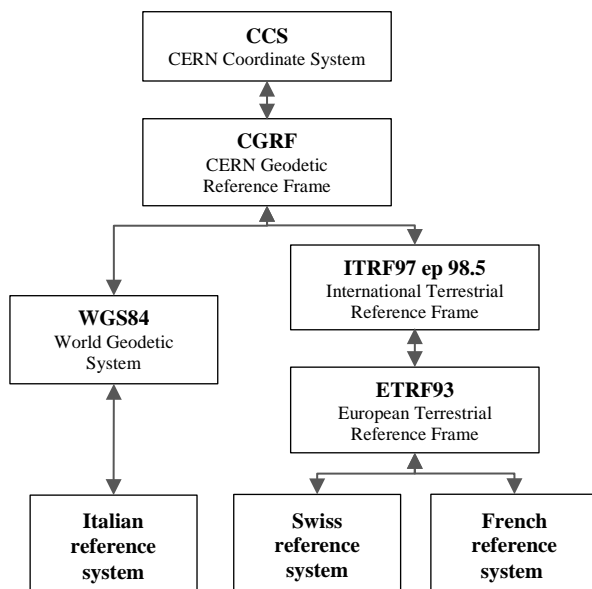 CCS
CERN Coordinate System
CGRF
CERN Geodetic
Reference Frame
ITRF97 ep 98.5
International Terrestrial
Reference Frame
WGS84
World Geodetic
System
ETRF93
European Terrestrial
Reference Frame
Italian
reference
system
Swiss
reference
system
French
reference
system